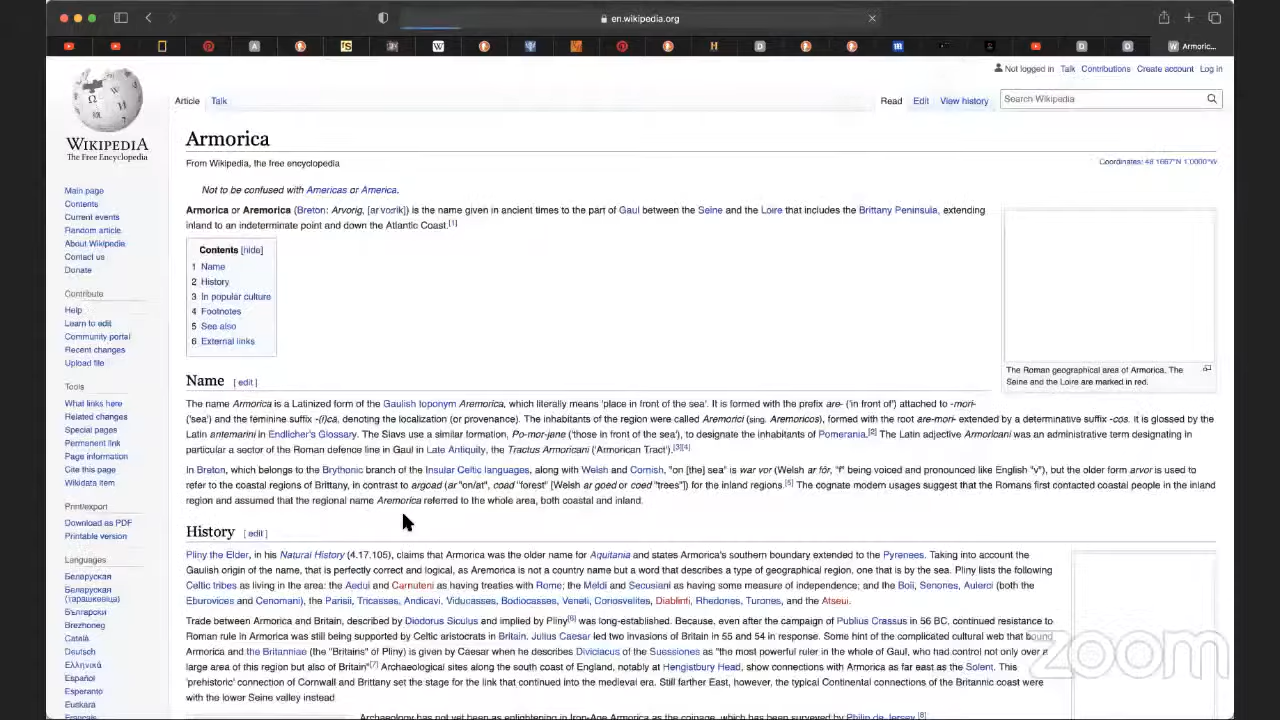 en.wikipedia.org
Armoric...
Not logged in Talk Contributions Create account Log in
Article Talk
Read Edit View history Search Wikipedia
WIKIPEDIA
The Free Encyclopedia
Main page
Contents
Current events
Random article
About Wikipedia
Contact us
Donate
Contribute
Help
Learn to edit
Community portal
Recent changes
Upload file
Tools
What links here
Related changes
Special pages
Permanent link
Page information
Cite this page
Wikidata item
Print/export
Download as PDF
Printable version
Languages
Беларуская
Беларуская
(тарашкевіца)
Български
Brezhoneg
Català
Deutsch
Ελληνικά
Español
Esperanto
Euskara
Français
Armorica
From Wikipedia, the free encyclopedia
Coordinates: 48.1667°N 1.0000°W
Not to be confused with Americas or America.
Armorica or Aremorica (Breton: Arvorig, [arˈvoːrik]) is the name given in ancient times to the part of Gaul between the Seine and the Loire that includes the Brittany Peninsula, extending
inland to an indeterminate point and down the Atlantic Coast.[1]
Contents [hide]
1 Name
2 History
3 In popular culture
4 Footnotes
5 See also
6 External links
The Roman geographical area of Armorica. The
Seine and the Loire are marked in red.
Name [ edit ]
The name Armorica is a Latinized form of the Gaulish toponym Aremorica, which literally means 'place in front of the sea'. It is formed with the prefix are- ('in front of') attached to -mori-
('sea') and the feminine suffix -(i)ca, denoting the localization (or provenance). The inhabitants of the region were called Aremorici (sing. Aremoricos), formed with the root are-mori- extended by a determinative suffix -cos. It is glossed by the
Latin antemarini in Endlicher's Glossary. The Slavs use a similar formation, Po-mor-jane ('those in front of the sea'), to designate the inhabitants of Pomerania.[2] The Latin adjective Armoricani was an administrative term designating in
particular a sector of the Roman defence line in Gaul in Late Antiquity, the Tractus Armoricani ('Armorican Tract').[3][4]
In Breton, which belongs to the Brythonic branch of the Insular Celtic languages, along with Welsh and Cornish, "on [the] sea" is war vor (Welsh ar fôr, "f" being voiced and pronounced like English "v"), but the older form arvor is used to
refer to the coastal regions of Brittany, in contrast to argoad (ar "on/at", coad "forest" [Welsh ar goed or coed "trees"]) for the inland regions.[5] The cognate modern usages suggest that the Romans first contacted coastal people in the inland
region and assumed that the regional name Aremorica referred to the whole area, both coastal and inland.
History [ edit ]
Pliny the Elder, in his Natural History (4.17.105), claims that Armorica was the older name for Aquitania and states Armorica's southern boundary extended to the Pyrenees. Taking into account the
Gaulish origin of the name, that is perfectly correct and logical, as Aremorica is not a country name but a word that describes a type of geographical region, one that is by the sea. Pliny lists the following
Celtic tribes as living in the area: the Aedui and Carnuteni as having treaties with Rome; the Meldi and Secusiani as having some measure of independence; and the Boii, Senones, Aulerci (both the
Eburovices and Cenomani), the Parisii, Tricasses, Andicavi, Viducasses, Bodiocasses, Veneti, Coriosvelites, Diablinti, Rhedones, Turones, and the Atseui.
Trade between Armorica and Britain, described by Diodorus Siculus and implied by Pliny[6] was long-established. Because, even after the campaign of Publius Crassus in 56 BC, continued resistance to
Roman rule in Armorica was still being supported by Celtic aristocrats in Britain, Julius Caesar led two invasions of Britain in 55 and 54 in response. Some hint of the complicated cultural web that bound
Armorica and the Britanniae (the "Britains" of Pliny) is given by Caesar when he describes Diviciacus of the Suessiones as "the most powerful ruler in the whole of Gaul, who had control not only over a
large area of this region but also of Britain"[7] Archaeological sites along the south coast of England, notably at Hengistbury Head, show connections with Armorica as far east as the Solent. This
'prehistoric' connection of Cornwall and Brittany set the stage for the link that continued into the medieval era. Still farther East, however, the typical Continental connections of the Britannic coast were
with the lower Seine valley instead.
Archaeology has not yet been as enlightening in Iron-Age Armorica as the coinage, which has been surveyed by Philip de Jersey.[8]
zoom